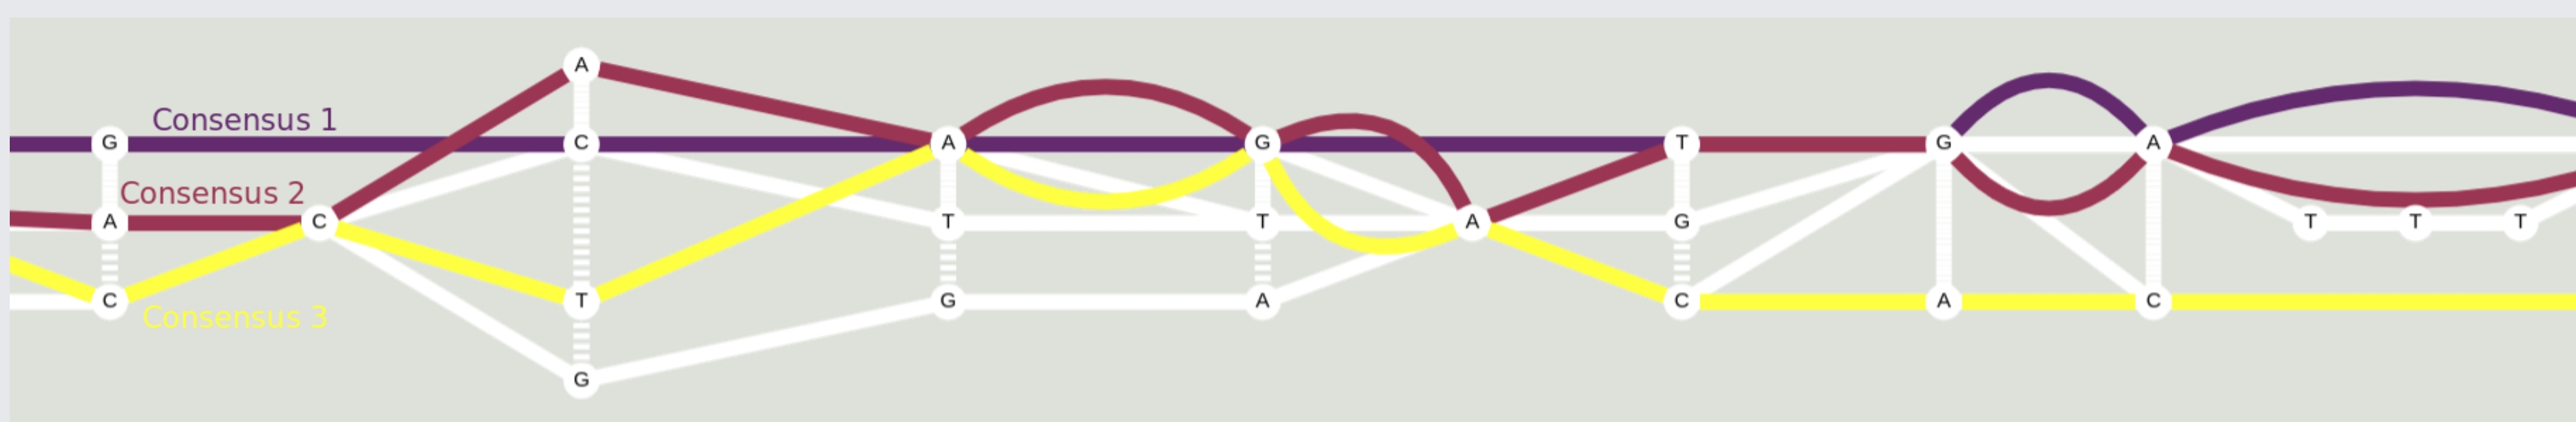 A
Consensus 1
G C A G T G A
Consensus 2
A C T T A G T T T
C T G A C A C
Consensus 3
G